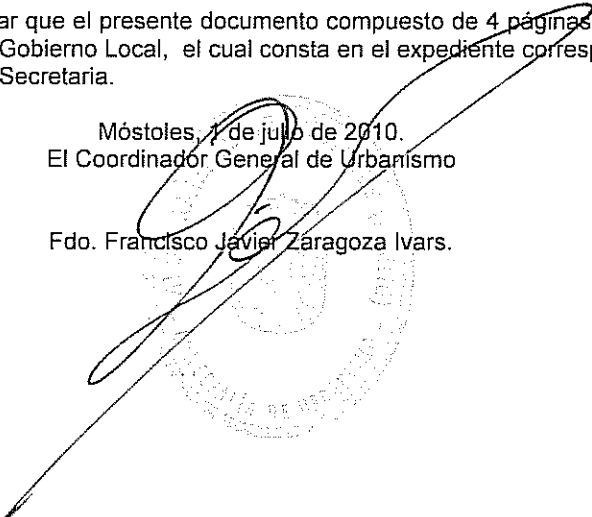 ar que el presente documento compuesto de 4 páginas
Gobierno Local, el cual consta en el expediente corresp
Secretaria.
Móstoles, 1 de julio de 2010.
El Coordinador General de Urbanismo
Fdo. Francisco Javier Zaragoza Ivars.